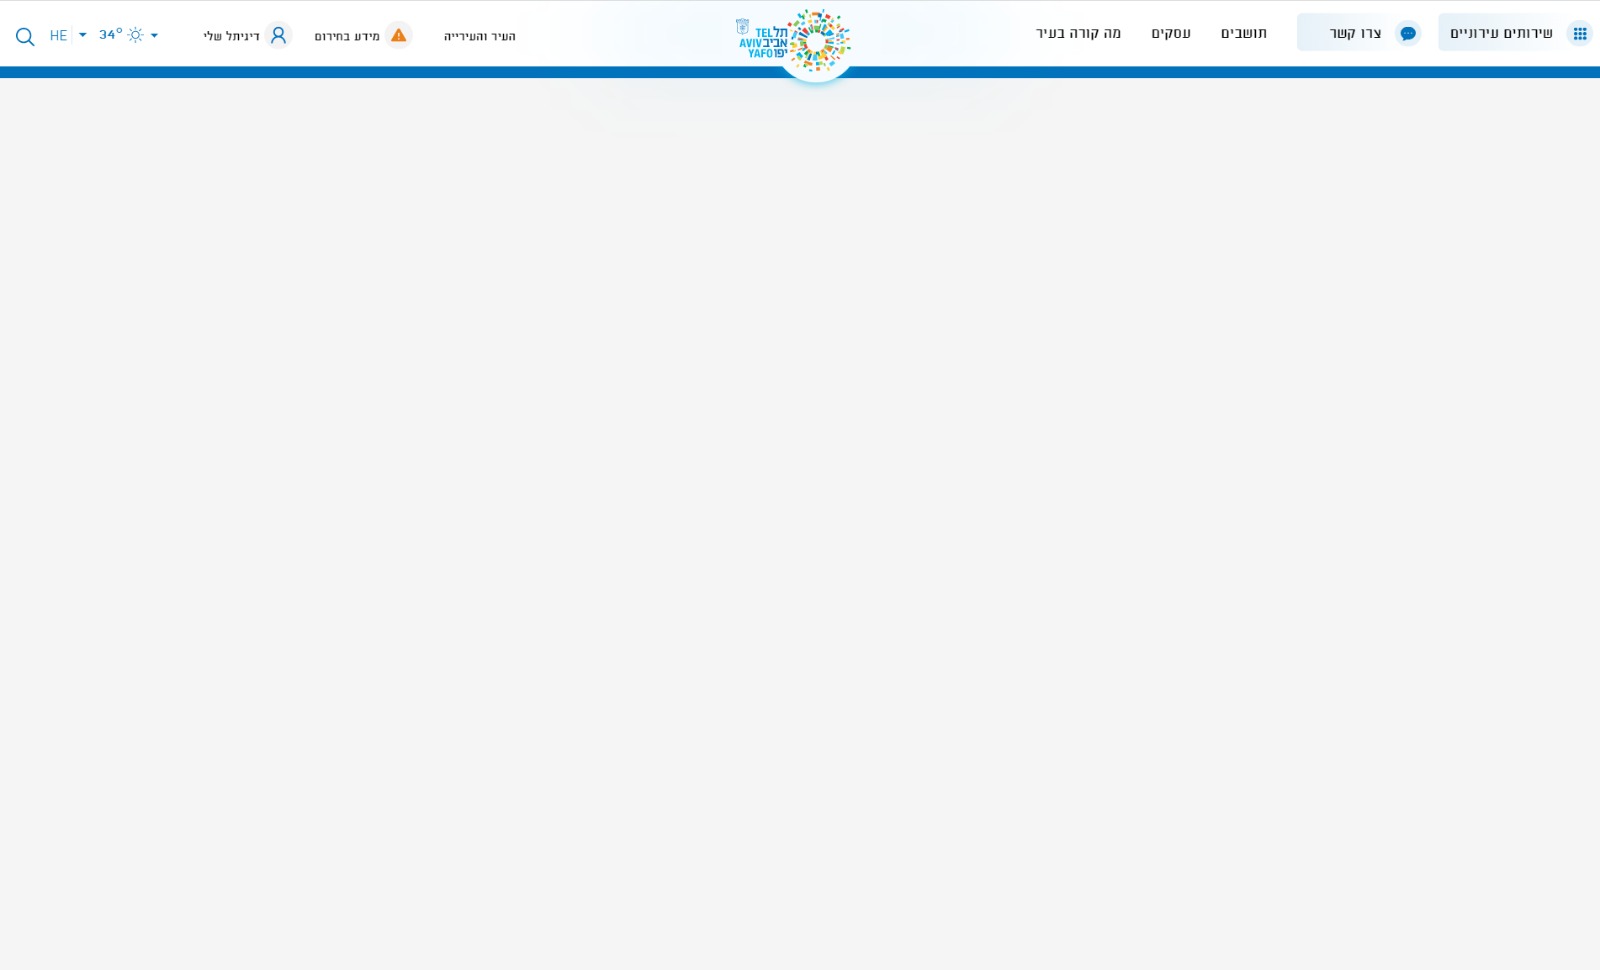 שירותים עירוניים
צרו קשר
תושבים
עסקים
מה קורה בעיר
תל TEL
אביב AVIV
יפו YAFO
העיר והעירייה
מידע בחירום
דיגיתל שלי
34°
HE